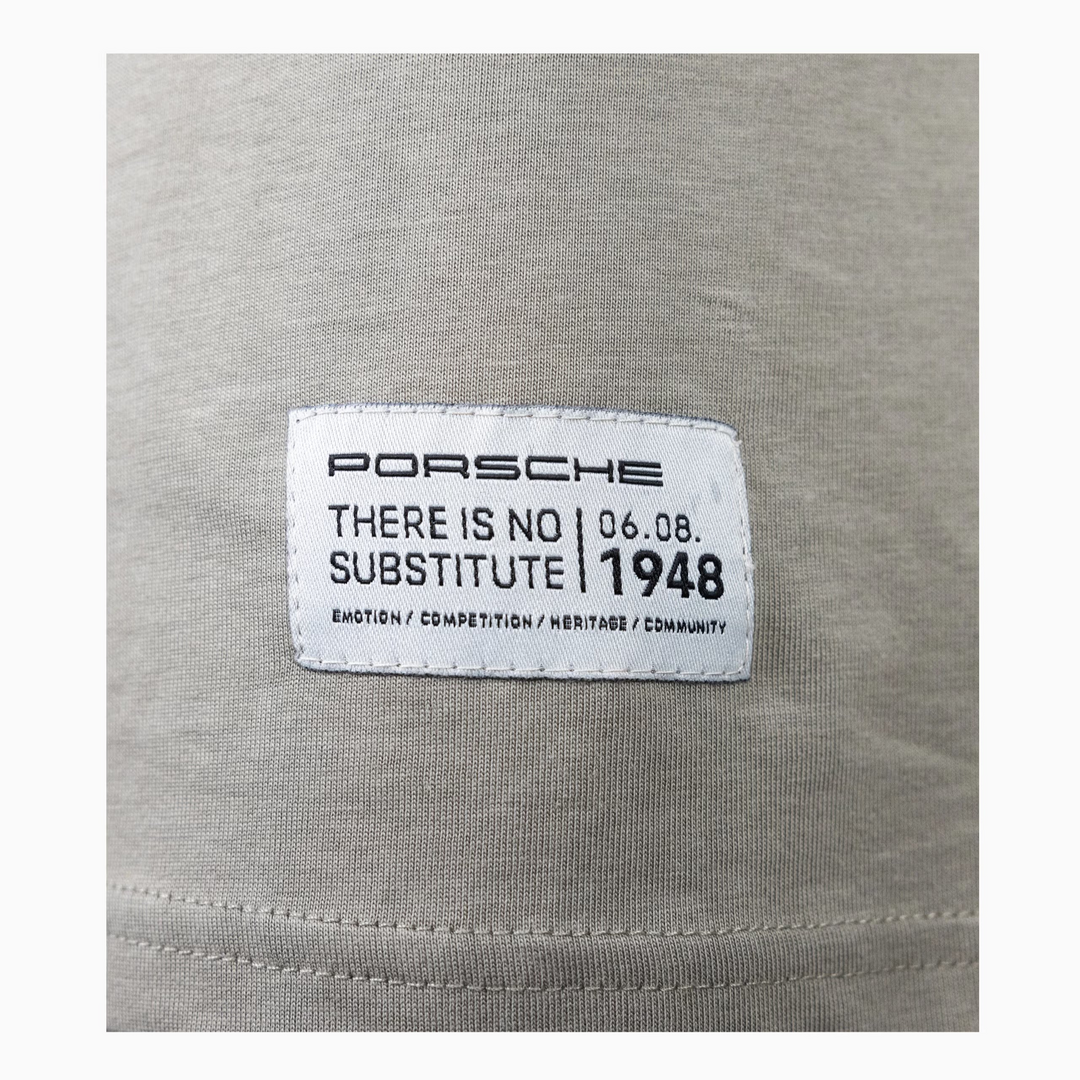 PORSCHE
THERE IS NO
SUBSTITUTE
06.08.
1948
EMOTION / COMPETITION / HERITAGE / COMMUNITY